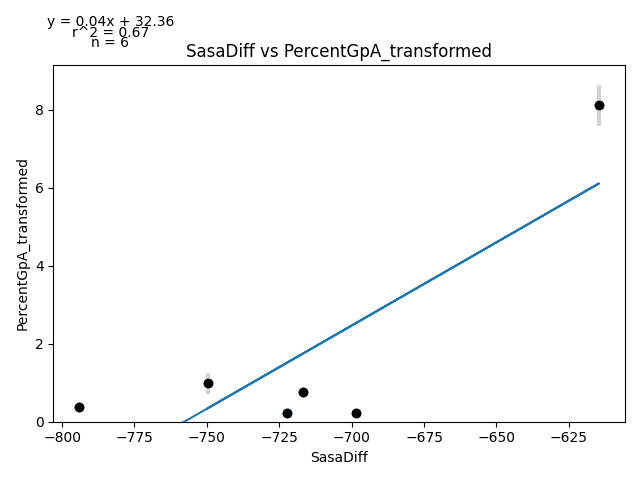 y = 0.04x + 32.36
r^2 = 0.67
n = 6
SasaDiff vs PercentGpA_transformed
PercentGpA_transformed
8
6
4
2
0
−800
−775
−750
−725
−700
−675
−650
−625
SasaDiff